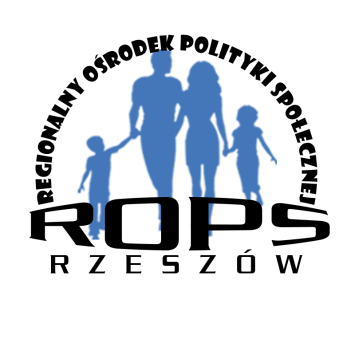 REGIONALNY OŚRODEK POLITYKI SPOŁECZNEJ
ROPS
RZESZÓW